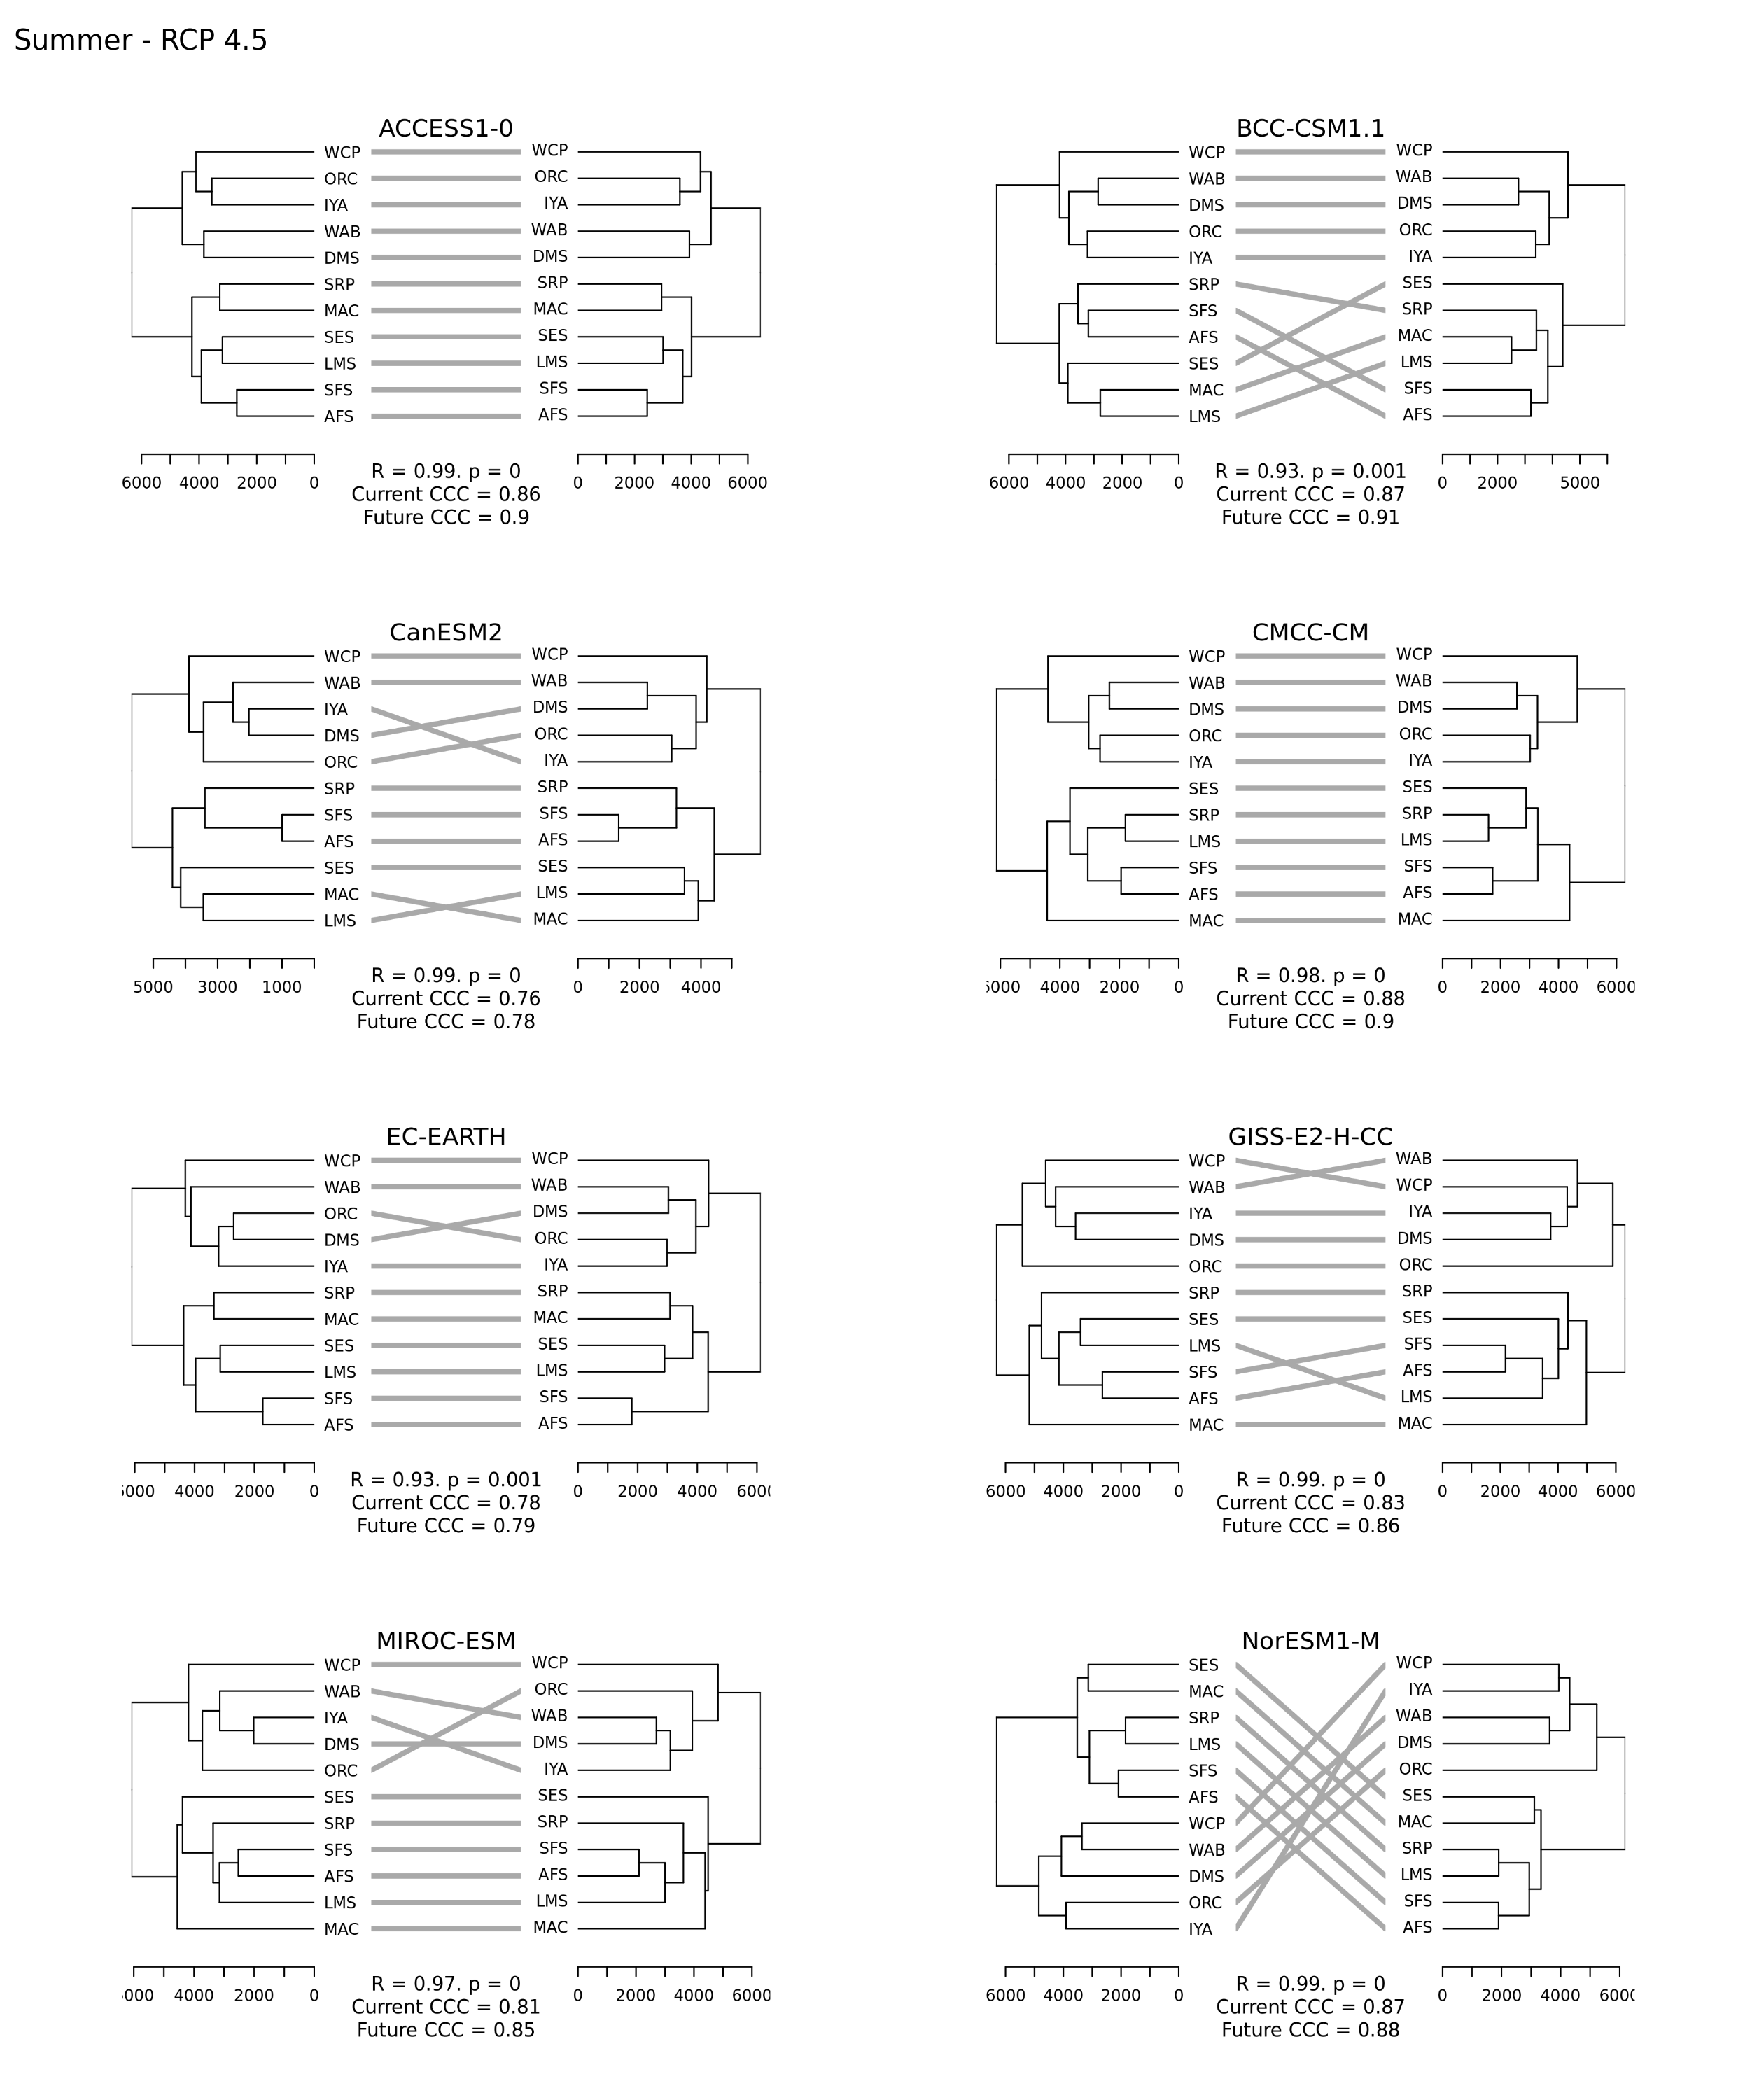 Summer - RCP 4.5
ACCESS1-0
WCP WCP
ORC ORC
IYA IYA
WAB WAB
DMS DMS
SRP SRP
MAC MAC
SES SES
LMS LMS
SFS SFS
AFS AFS
6000 4000 2000 0
0 2000 4000 6000
R = 0.99. p = 0
Current CCC = 0.86
Future CCC = 0.9
BCC-CSM1.1
WCP WCP
WAB WAB
DMS DMS
ORC ORC
IYA IYA
SRP SES
SFS SRP
AFS MAC
SES LMS
MAC SFS
LMS AFS
6000 4000 2000 0
0 2000 5000
R = 0.93. p = 0.001
Current CCC = 0.87
Future CCC = 0.91
CanESM2
WCP WCP
WAB WAB
IYA DMS
DMS ORC
ORC IYA
SRP SRP
SFS SFS
AFS AFS
SES SES
MAC LMS
LMS MAC
5000 3000 1000
0 2000 4000
R = 0.99. p = 0
Current CCC = 0.76
Future CCC = 0.78
CMCC-CM
WCP WCP
WAB WAB
DMS DMS
ORC ORC
IYA IYA
SES SES
SRP SRP
LMS LMS
SFS SFS
AFS AFS
MAC MAC
4000 2000 0
0 2000 4000 6000
R = 0.98. p = 0
Current CCC = 0.88
Future CCC = 0.9
EC-EARTH
WCP WCP
WAB WAB
ORC DMS
DMS ORC
IYA IYA
SRP SRP
MAC MAC
SES SES
LMS LMS
SFS SFS
AFS AFS
4000 2000 0
0 2000 4000
R = 0.93. p = 0.001
Current CCC = 0.78
Future CCC = 0.79
GISS-E2-H-CC
WCP WAB
WAB WCP
IYA IYA
DMS DMS
ORC ORC
SRP SRP
SES SES
LMS SFS
SFS AFS
AFS LMS
MAC MAC
6000 4000 2000 0
0 2000 4000 6000
R = 0.99. p = 0
Current CCC = 0.83
Future CCC = 0.86
MIROC-ESM
WCP WCP
WAB ORC
IYA WAB
DMS DMS
ORC IYA
SES SES
SRP SRP
SFS SFS
AFS AFS
LMS LMS
MAC MAC
4000 2000 0
0 2000 4000 6000
R = 0.97. p = 0
Current CCC = 0.81
Future CCC = 0.85
NorESM1-M
SES WCP
MAC IYA
SRP WAB
LMS DMS
SFS ORC
AFS SES
WCP MAC
WAB SRP
DMS LMS
ORC SFS
IYA AFS
6000 4000 2000 0
0 2000 4000
R = 0.99. p = 0
Current CCC = 0.87
Future CCC = 0.88